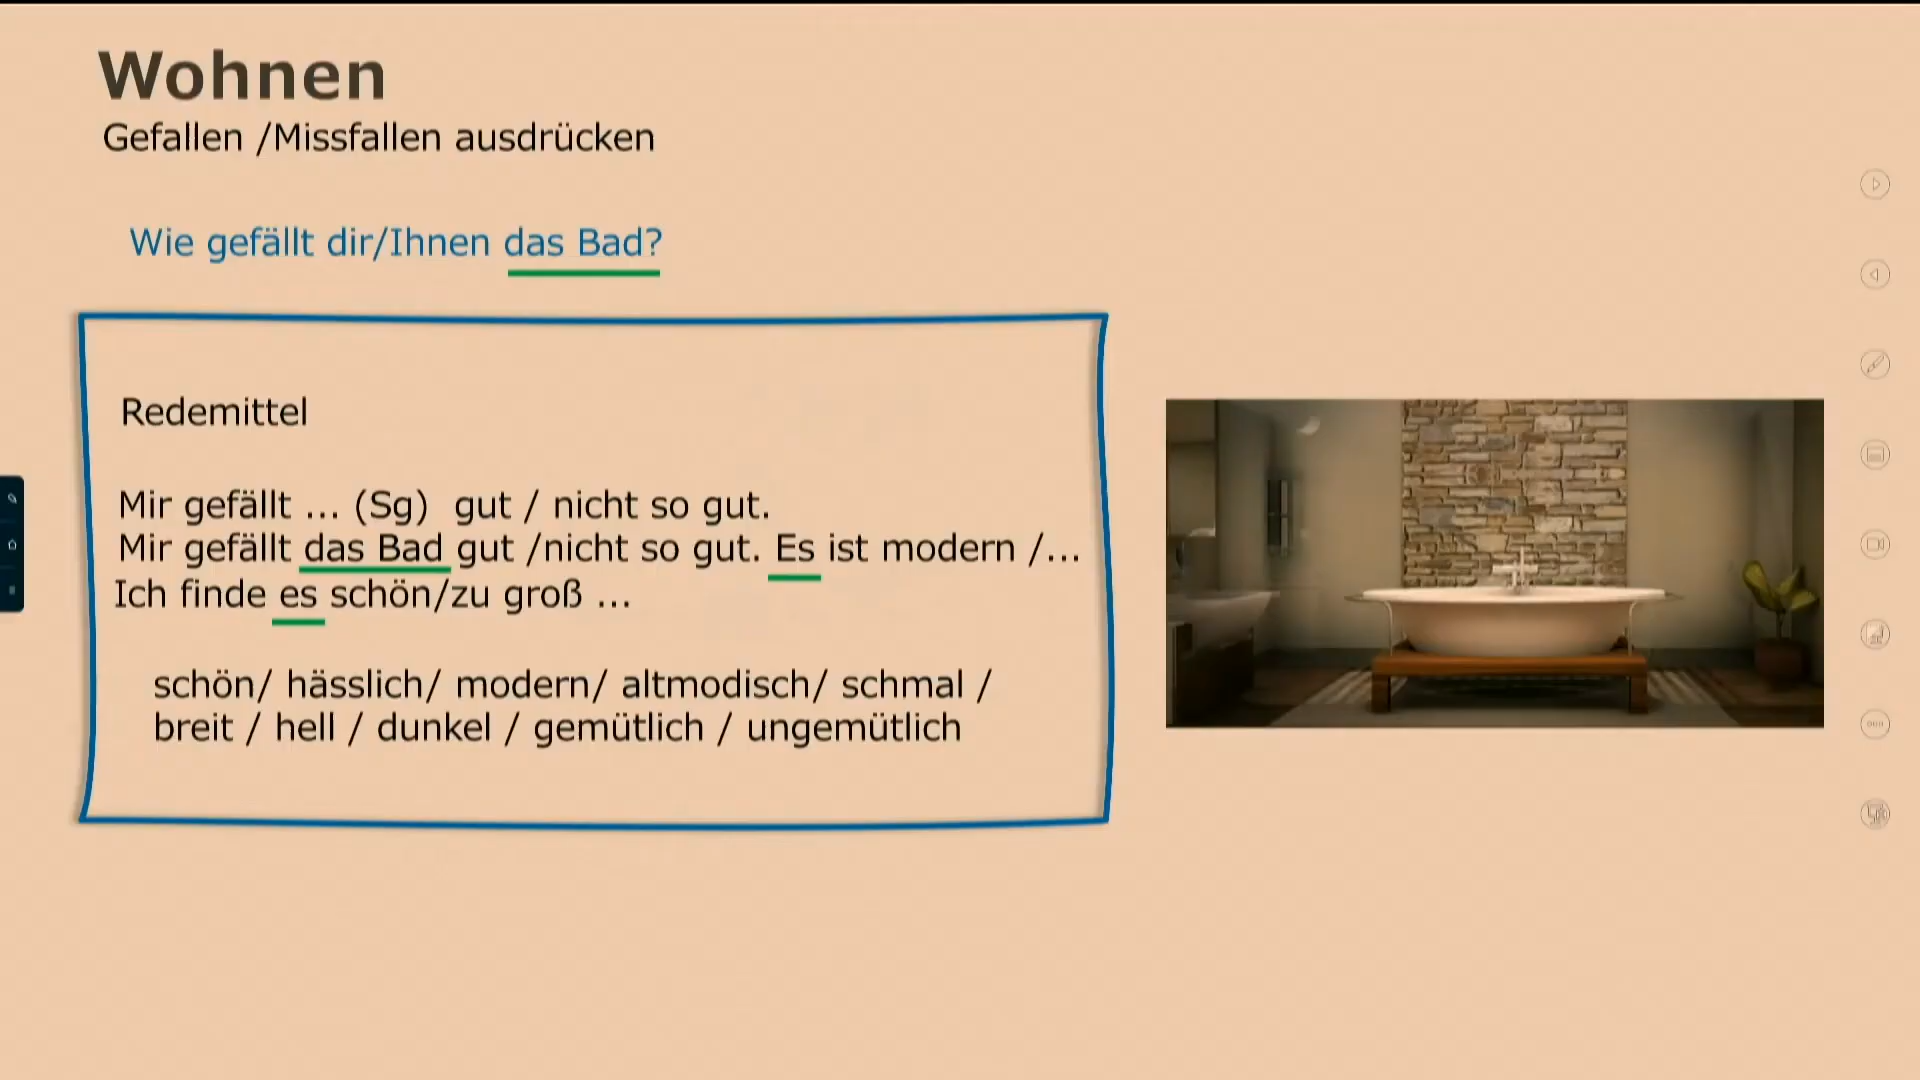 Wohnen
Gefallen /Missfallen ausdrücken
Wie gefällt dir/Ihnen das Bad?
Redemittel
Mir gefällt ... (Sg) gut / nicht so gut.
Mir gefällt das Bad gut /nicht so gut. Es ist modern /...
Ich finde es schön/zu groß ...
schön/ hässlich/ modern/ altmodisch/ schmal /
breit / hell / dunkel / gemütlich / ungemütlich